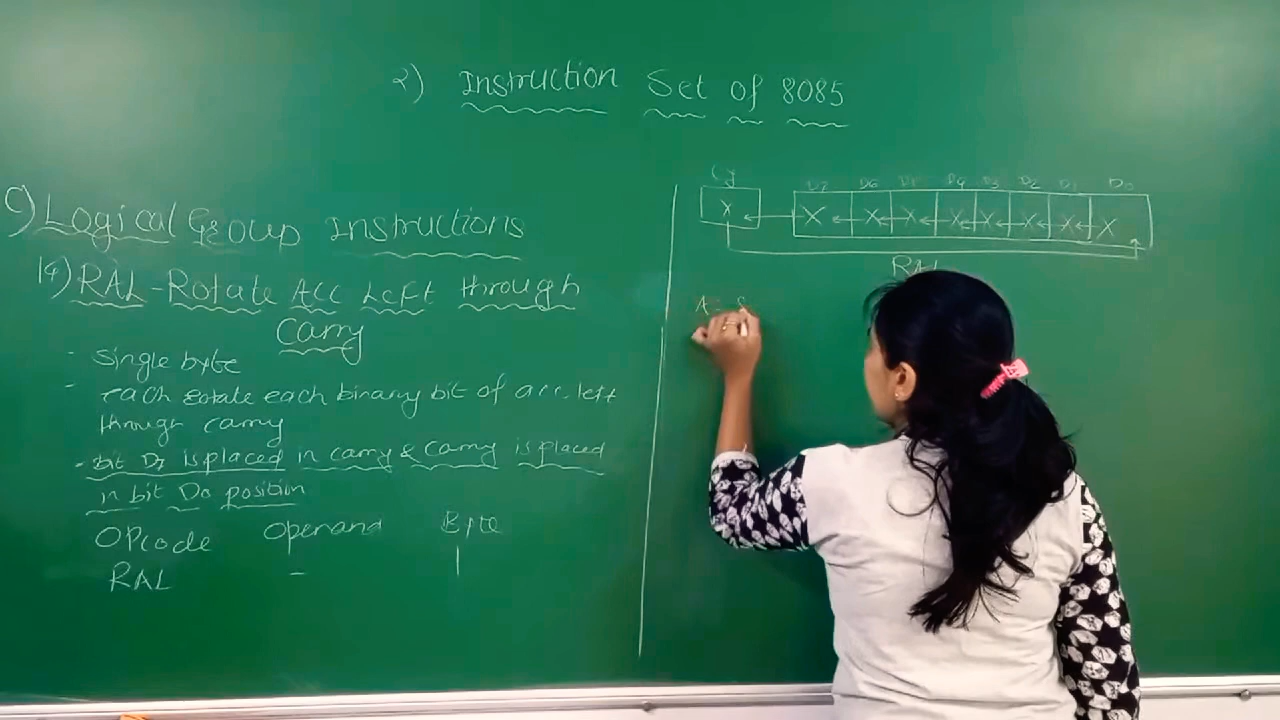 2) Instruction Set of 8085
C) Logical Group Instructions
14) RAL - Rotate Acc Left through
Carry
- Single byte
- each rotate each binary bit of acc. left
through carry
- bit D7 is placed in carry & carry is placed
in bit D0 position
OPcode Operand Byte
RAL - 1
Cy D7 D6 D5 D4 D3 D2 D1 D0
X X X X X X X X X
RAL
A=